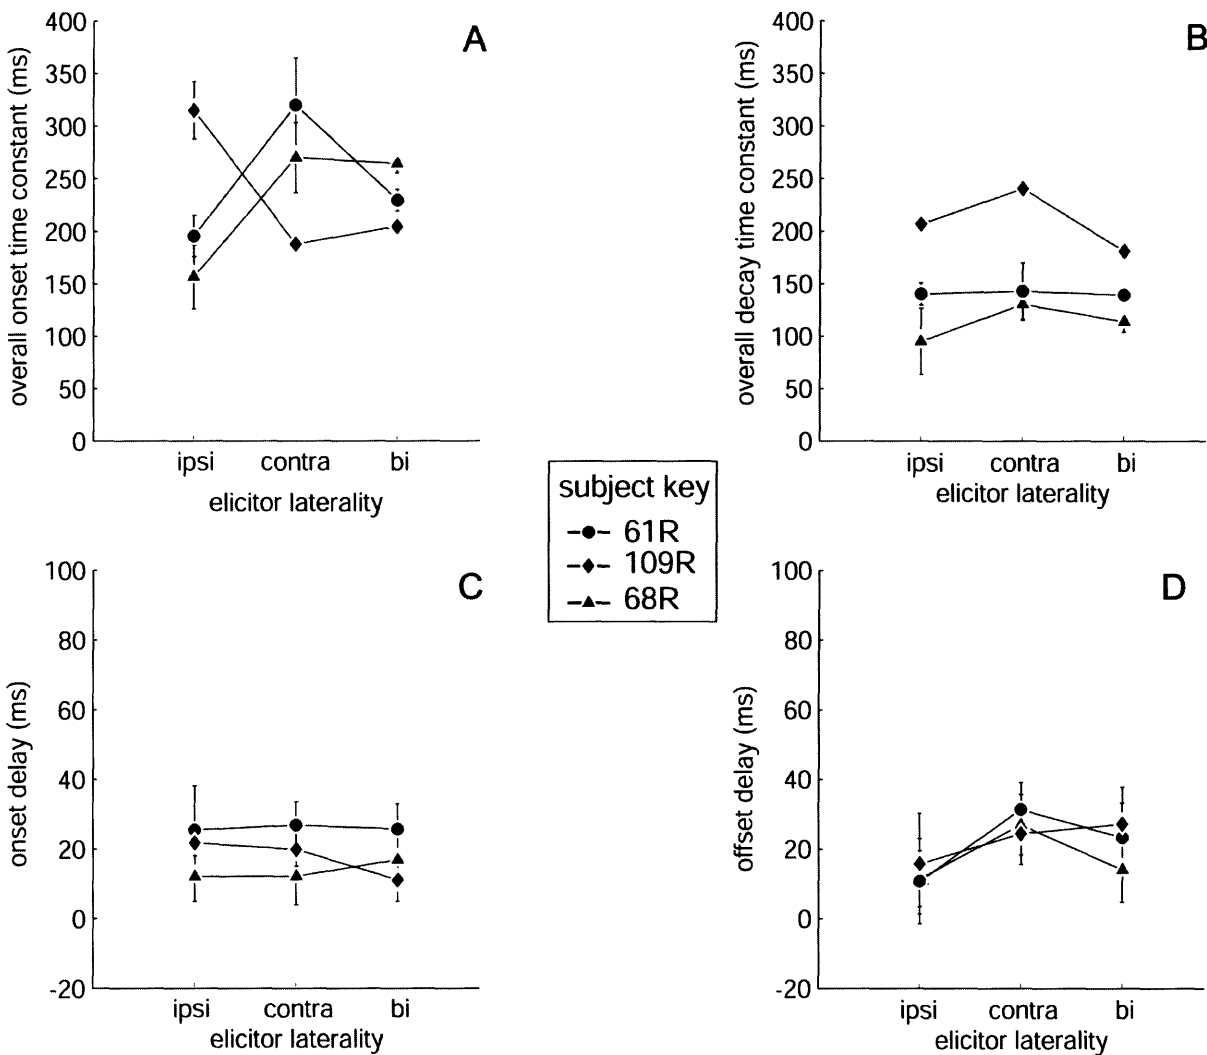 A
overall onset time constant (ms)
400
350
300
250
200
150
100
50
0
ipsi contra bi
elicitor laterality
B
overall decay time constant (ms)
400
350
300
250
200
150
100
50
0
ipsi contra bi
elicitor laterality
subject key
61R
109R
68R
C
onset delay (ms)
100
80
60
40
20
0
-20
ipsi contra bi
elicitor laterality
D
offset delay (ms)
100
80
60
40
20
0
-20
ipsi contra bi
elicitor laterality